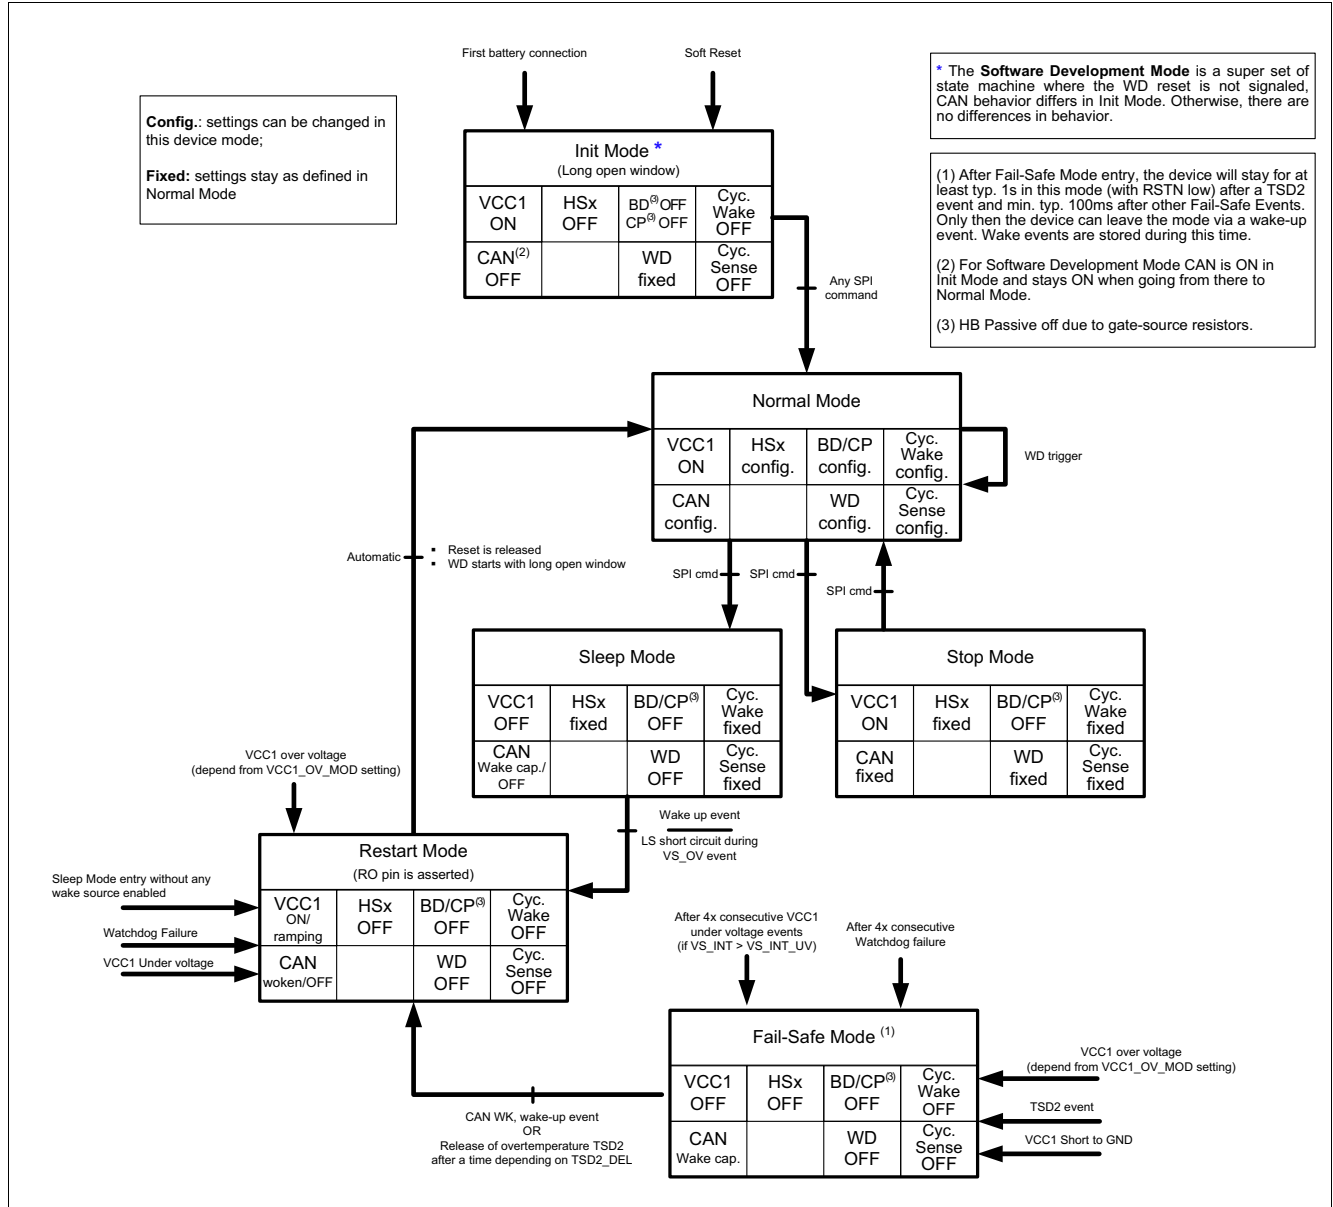 First battery connection
Soft Reset
Config.: settings can be changed in
this device mode;
Fixed: settings stay as defined in
Normal Mode
* The Software Development Mode is a super set of
state machine where the WD reset is not signaled,
CAN behavior differs in Init Mode. Otherwise, there are
no differences in behavior.
(1) After Fail-Safe Mode entry, the device will stay for at
least typ. 1s in this mode (with RSTN low) after a TSD2
event and min. typ. 100ms after other Fail-Safe Events.
Only then the device can leave the mode via a wake-up
event. Wake events are stored during this time.
(2) For Software Development Mode CAN is ON in
Init Mode and stays ON when going from there to
Normal Mode.
(3) HB Passive off due to gate-source resistors.
Init Mode *
(Long open window)
VCC1
ON
HSx
OFF
BD(3) OFF
CP(3) OFF
Cyc.
Wake
OFF
CAN(2)
OFF
WD
fixed
Cyc.
Sense
OFF
Any SPI
command
Normal Mode
VCC1
ON
HSx
config.
BD/CP
config.
Cyc.
Wake
config.
CAN
config.
WD
config.
Cyc.
Sense
config.
WD trigger
Automatic
▪ Reset is released
▪ WD starts with long open window
SPI cmd
SPI cmd
SPI cmd
Sleep Mode
VCC1
OFF
HSx
fixed
BD/CP(3)
OFF
Cyc.
Wake
fixed
CAN
Wake cap./
OFF
WD
OFF
Cyc.
Sense
fixed
Stop Mode
VCC1
ON
HSx
fixed
BD/CP(3)
OFF
Cyc.
Wake
fixed
CAN
fixed
WD
fixed
Cyc.
Sense
fixed
VCC1 over voltage
(depend from VCC1_OV_MOD setting)
Wake up event
LS short circuit during
VS_OV event
Restart Mode
(RO pin is asserted)
VCC1
ON/
ramping
HSx
OFF
BD/CP(3)
OFF
Cyc.
Wake
OFF
CAN
woken/OFF
WD
OFF
Cyc.
Sense
OFF
Sleep Mode entry without any
wake source enabled
Watchdog Failure
VCC1 Under voltage
After 4x consecutive VCC1
under voltage events
(if VS_INT > VS_INT_UV)
After 4x consecutive
Watchdog failure
Fail-Safe Mode (1)
VCC1
OFF
HSx
OFF
BD/CP(3)
OFF
Cyc.
Wake
OFF
CAN
Wake cap.
WD
OFF
Cyc.
Sense
OFF
VCC1 over voltage
(depend from VCC1_OV_MOD setting)
TSD2 event
VCC1 Short to GND
CAN WK, wake-up event
OR
Release of overtemperature TSD2
after a time depending on TSD2_DEL